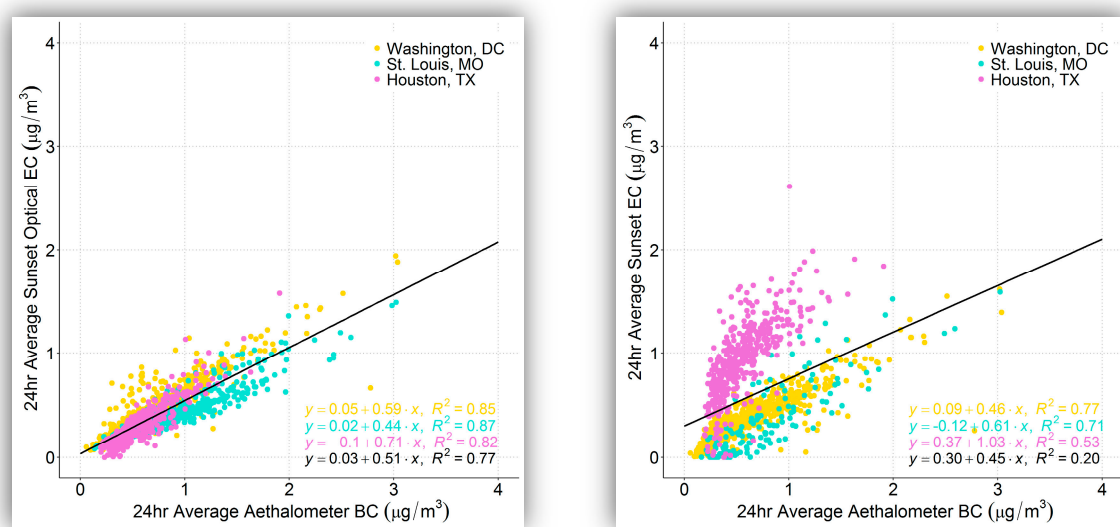 24hr Average Sunset Optical EC (μg/m³)
4
3
2
1
0
Washington, DC
St. Louis, MO
Houston, TX
y = 0.05 + 0.59 · x, R² = 0.85
y = 0.02 + 0.44 · x, R² = 0.87
y = 0.1 + 0.71 · x, R² = 0.82
y = 0.03 + 0.51 · x, R² = 0.77
0 1 2 3 4
24hr Average Aethalometer BC (μg/m³)
24hr Average Sunset EC (μg/m³)
4
3
2
1
0
Washington, DC
St. Louis, MO
Houston, TX
y = 0.09 + 0.46 · x, R² = 0.77
y = -0.12 + 0.61 · x, R² = 0.71
y = 0.37 + 1.03 · x, R² = 0.53
y = 0.30 + 0.45 · x, R² = 0.20
0 1 2 3 4
24hr Average Aethalometer BC (μg/m³)